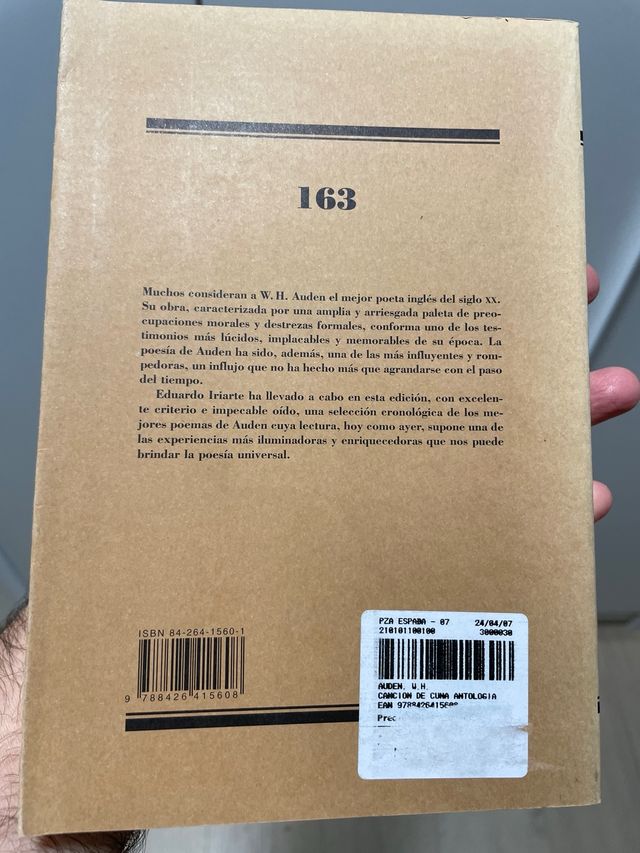 163
Muchos consideran a W. H. Auden el mejor poeta inglés del siglo XX.
Su obra, caracterizada por una amplia y arriesgada paleta de preo-
cupaciones morales y destrezas formales, conforma uno de los tes-
timonios más lúcidos, implacables y memorables de su época. La
poesía de Auden ha sido, además, una de las más influyentes y rom-
pedoras, un influjo que no ha hecho más que agrandarse con el paso
del tiempo.
Eduardo Iriarte ha llevado a cabo en esta edición, con excelen-
te criterio e impecable oído, una selección cronológica de los me-
jores poemas de Auden cuya lectura, hoy como ayer, supone una de
las experiencias más iluminadoras y enriquecedoras que nos puede
brindar la poesía universal.
ISBN 84-264-1560-1
9 788426 415608
PZA ESPAÑA - 07 24/04/07
210101100100 3000030
AUDEN, W.H.
CANCION DE CUNA ANTOLOGIA
EAN 9788426415608
Prec